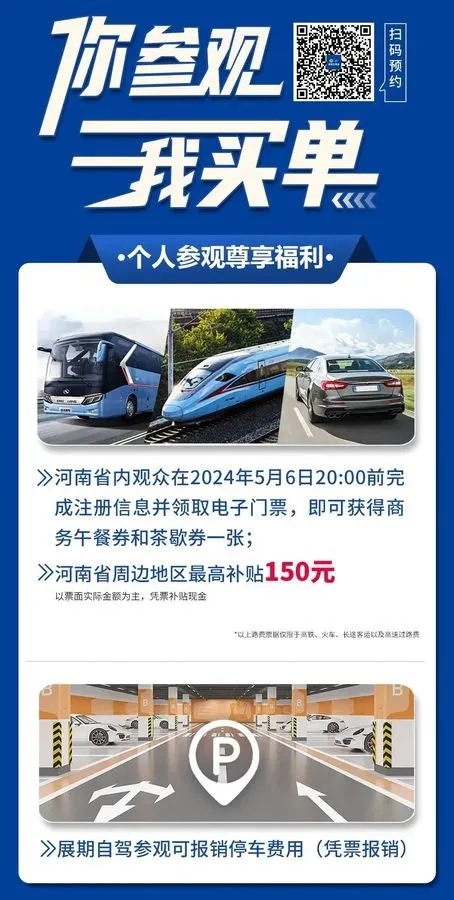 你参观
我买单
扫码预约
·个人参观尊享福利·
河南省内观众在2024年5月6日20:00前完
成注册信息并领取电子门票，即可获得商
务午餐券和茶歇券一张；
河南省周边地区最高补贴150元
以票面实际金额为主，凭票补贴现金
*以上路费票据仅限于高铁、火车、长途客运以及高速过路费
B
B
P
展期自驾参观可报销停车费用（凭票报销）